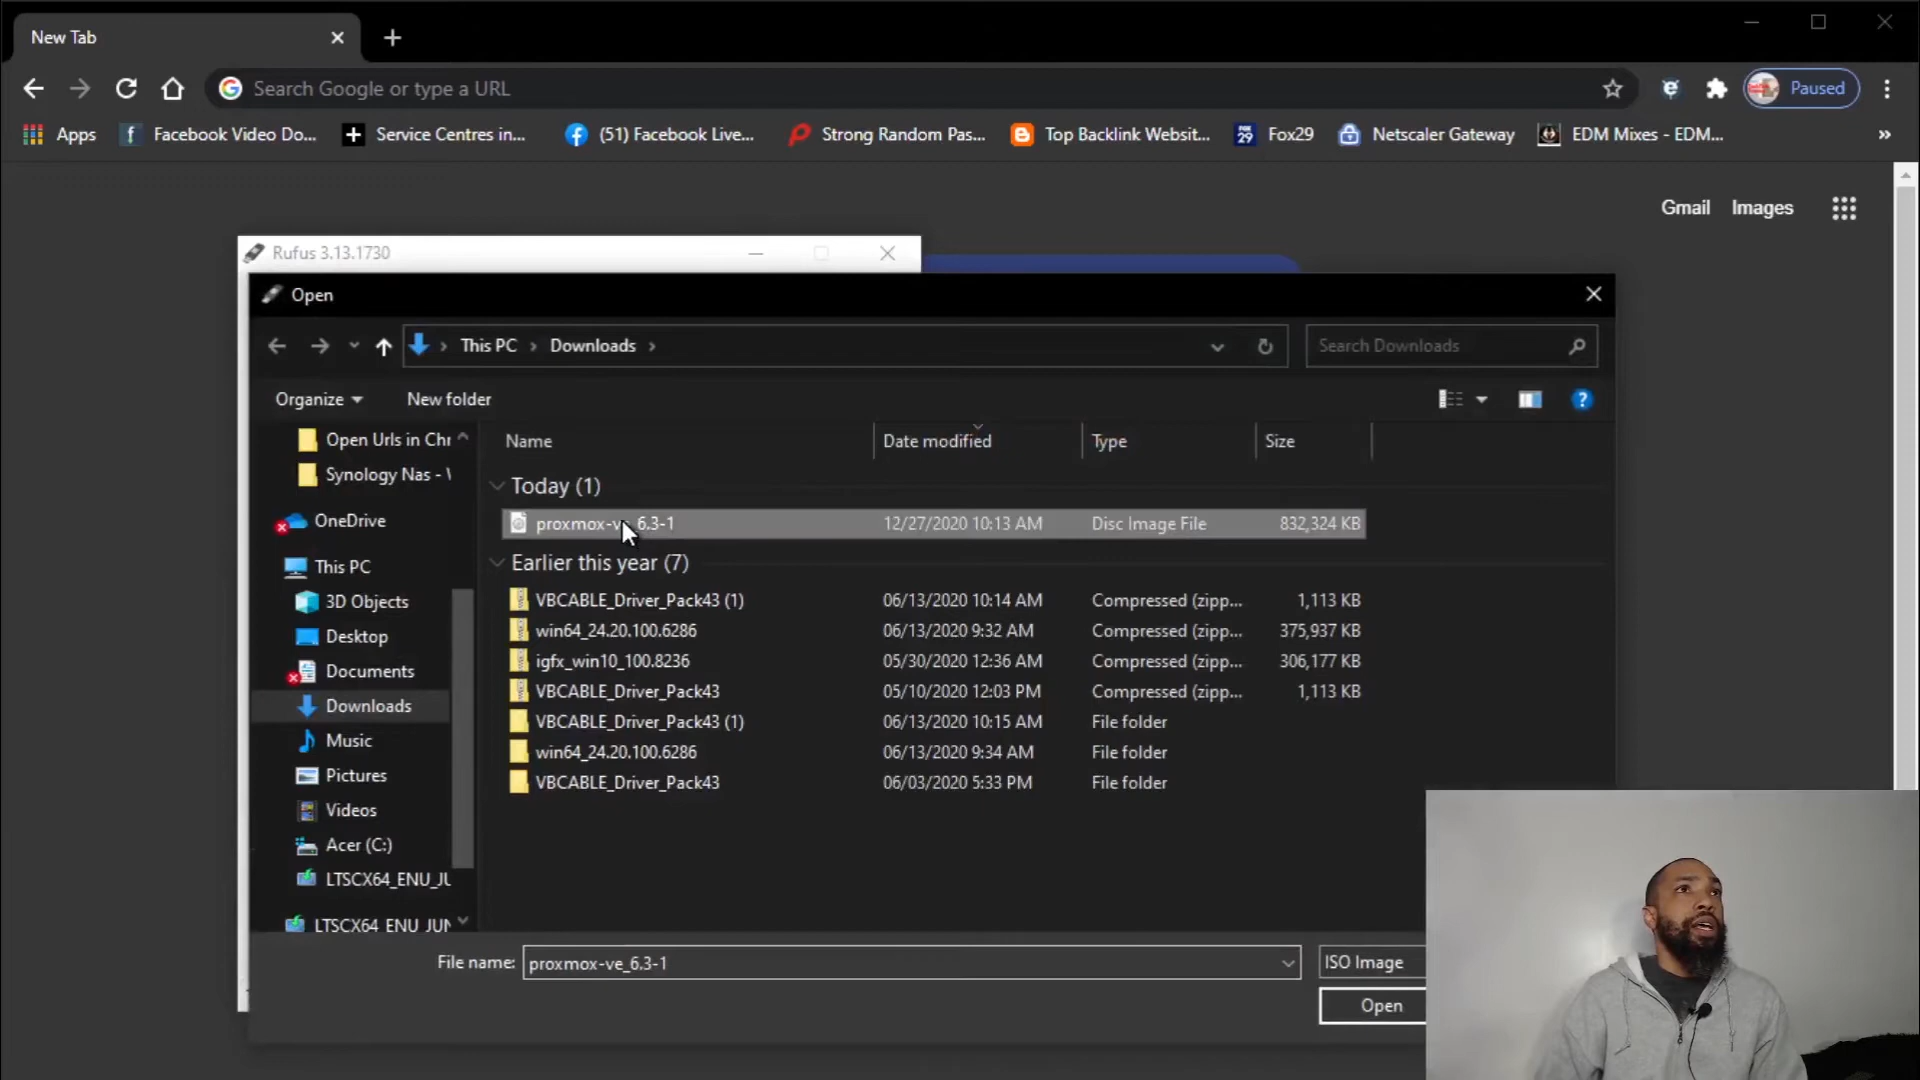 New Tab
Search Google or type a URL
Paused
Apps
Facebook Video Do...
Service Centres in...
(51) Facebook Live...
Strong Random Pas...
Top Backlink Websit...
Fox29
Netscaler Gateway
EDM Mixes - EDM...
Gmail
Images
Rufus 3.13.1730
Open
This PC
Downloads
Search Downloads
Organize
New folder
Open Urls in Chr
Synology Nas -
OneDrive
This PC
3D Objects
Desktop
Documents
Downloads
Music
Pictures
Videos
Acer (C:)
LTSCX64_ENU_JU
LTSCX64 ENU JUN
Name Date modified Type Size
Today (1)
proxmox-ve_6.3-1 12/27/2020 10:13 AM Disc Image File 832,324 KB
Earlier this year (7)
VBCABLE_Driver_Pack43 (1) 06/13/2020 10:14 AM Compressed (zipp... 1,113 KB
win64_24.20.100.6286 06/13/2020 9:32 AM Compressed (zipp... 375,937 KB
igfx_win10_100.8236 05/30/2020 12:36 AM Compressed (zipp... 306,177 KB
VBCABLE_Driver_Pack43 05/10/2020 12:03 PM Compressed (zipp... 1,113 KB
VBCABLE_Driver_Pack43 (1) 06/13/2020 10:15 AM File folder
win64_24.20.100.6286 06/13/2020 9:34 AM File folder
VBCABLE_Driver_Pack43 06/03/2020 5:33 PM File folder
File name: proxmox-ve_6.3-1
ISO Image
Open